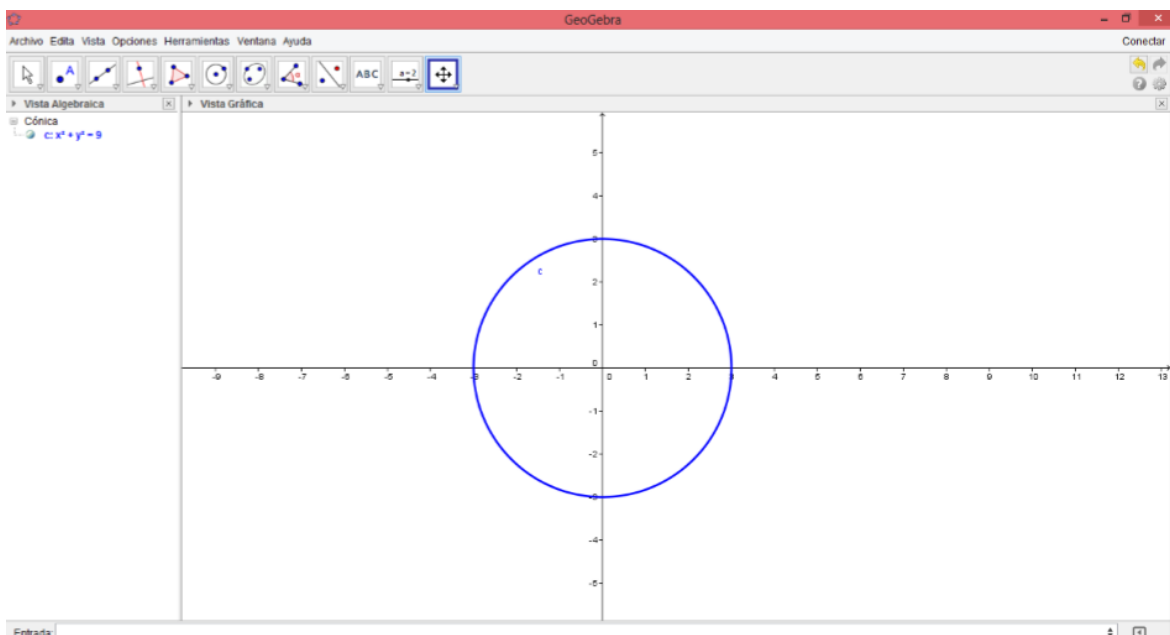 GeoGebra
Archivo Edita Vista Opciones Herramientas Ventana Ayuda
Conectar
A
α
ABC
a=2
Vista Algebraica
Vista Gráfica
Cónica
c: x² + y² = 9
5
4
3
c
2
1
0
-9 -8 -7 -6 -5 -4 -3 -2 -1 0 1 2 3 4 5 6 7 8 9 10 11 12 13
-1
-2
-3
-4
-5
Entrada: